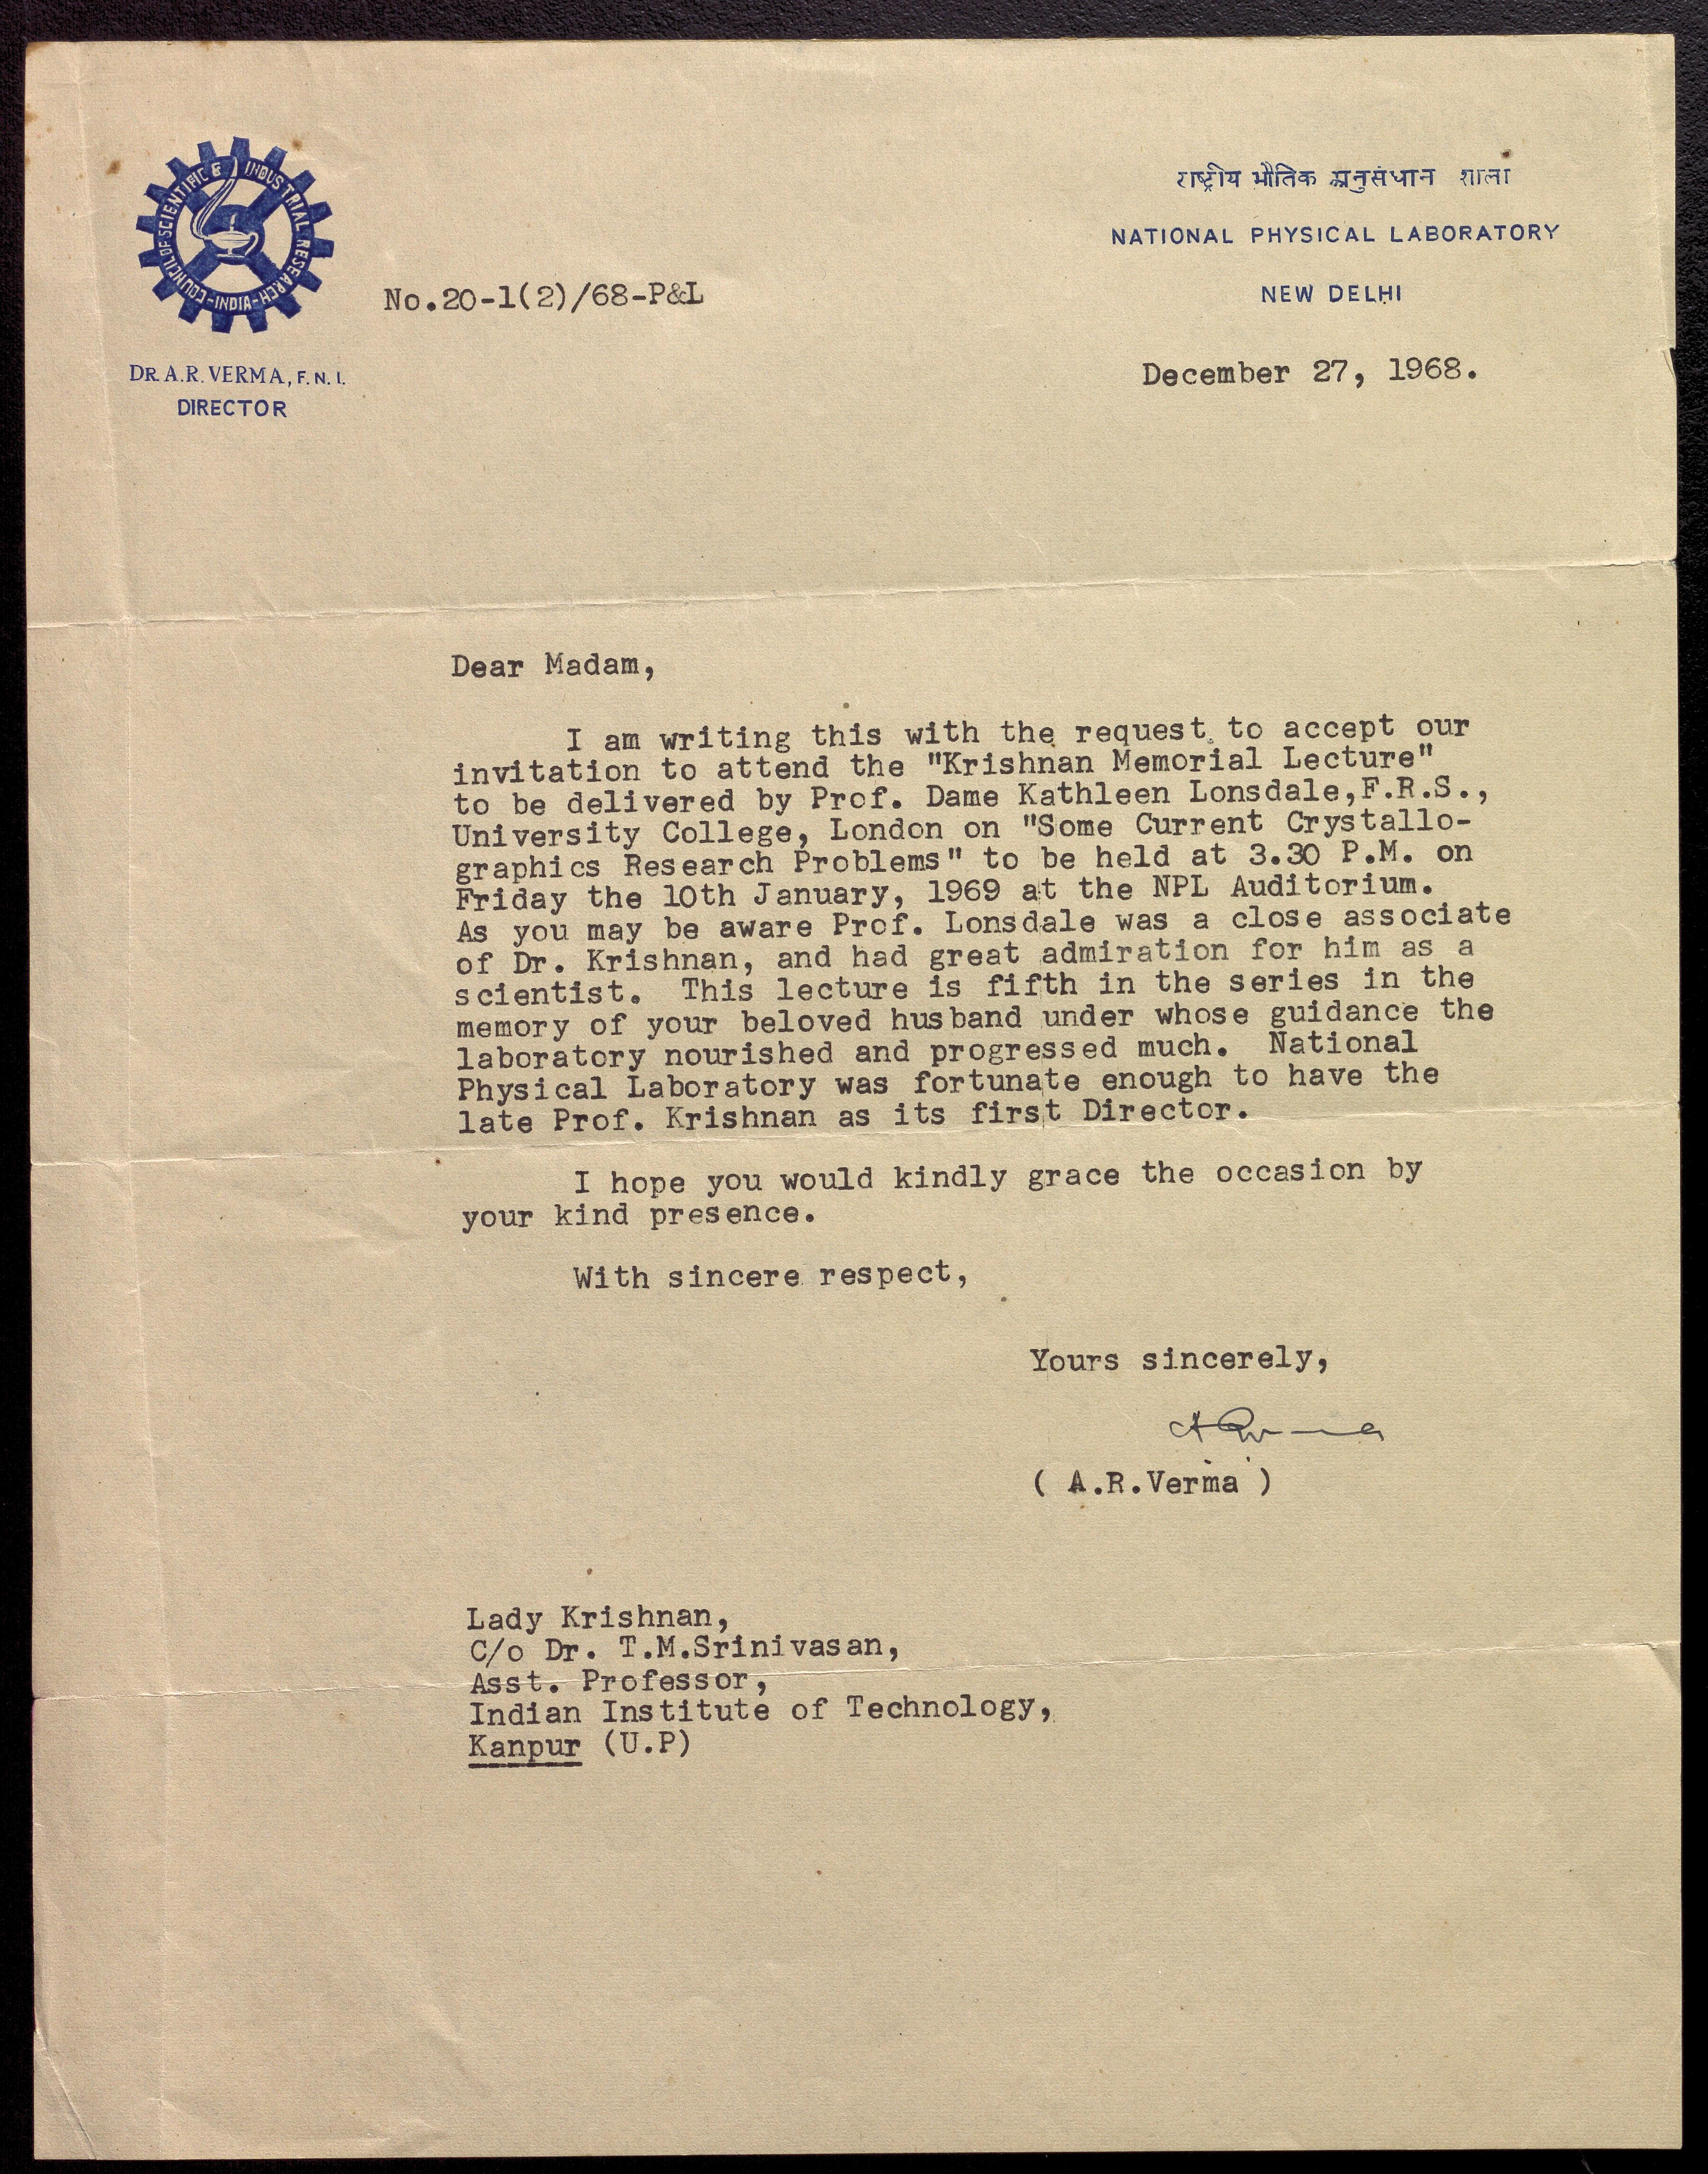 COUNCIL OF SCIENTIFIC & INDUSTRIAL RESEARCH-INDIA-
राष्ट्रीय भौतिक अनुसंधान शाला
NATIONAL PHYSICAL LABORATORY
NEW DELHI
No.20-1(2)/68-P&L
DR. A.R. VERMA, F. N. I.
DIRECTOR
December 27, 1968.
Dear Madam,
I am writing this with the request to accept our
invitation to attend the "Krishnan Memorial Lecture"
to be delivered by Prof. Dame Kathleen Lonsdale,F.R.S.,
University College, London on "Some Current Crystallo-
graphics Research Problems" to be held at 3.30 P.M. on
Friday the 10th January, 1969 at the NPL Auditorium.
As you may be aware Prof. Lonsdale was a close associate
of Dr. Krishnan, and had great admiration for him as a
scientist. This lecture is fifth in the series in the
memory of your beloved husband under whose guidance the
laboratory nourished and progressed much. National
Physical Laboratory was fortunate enough to have the
late Prof. Krishnan as its first Director.
I hope you would kindly grace the occasion by
your kind presence.
With sincere respect,
Yours sincerely,
A R Verma
( A.R.Verma )
Lady Krishnan,
C/o Dr. T.M.Srinivasan,
Asst. Professor,
Indian Institute of Technology,
Kanpur (U.P)